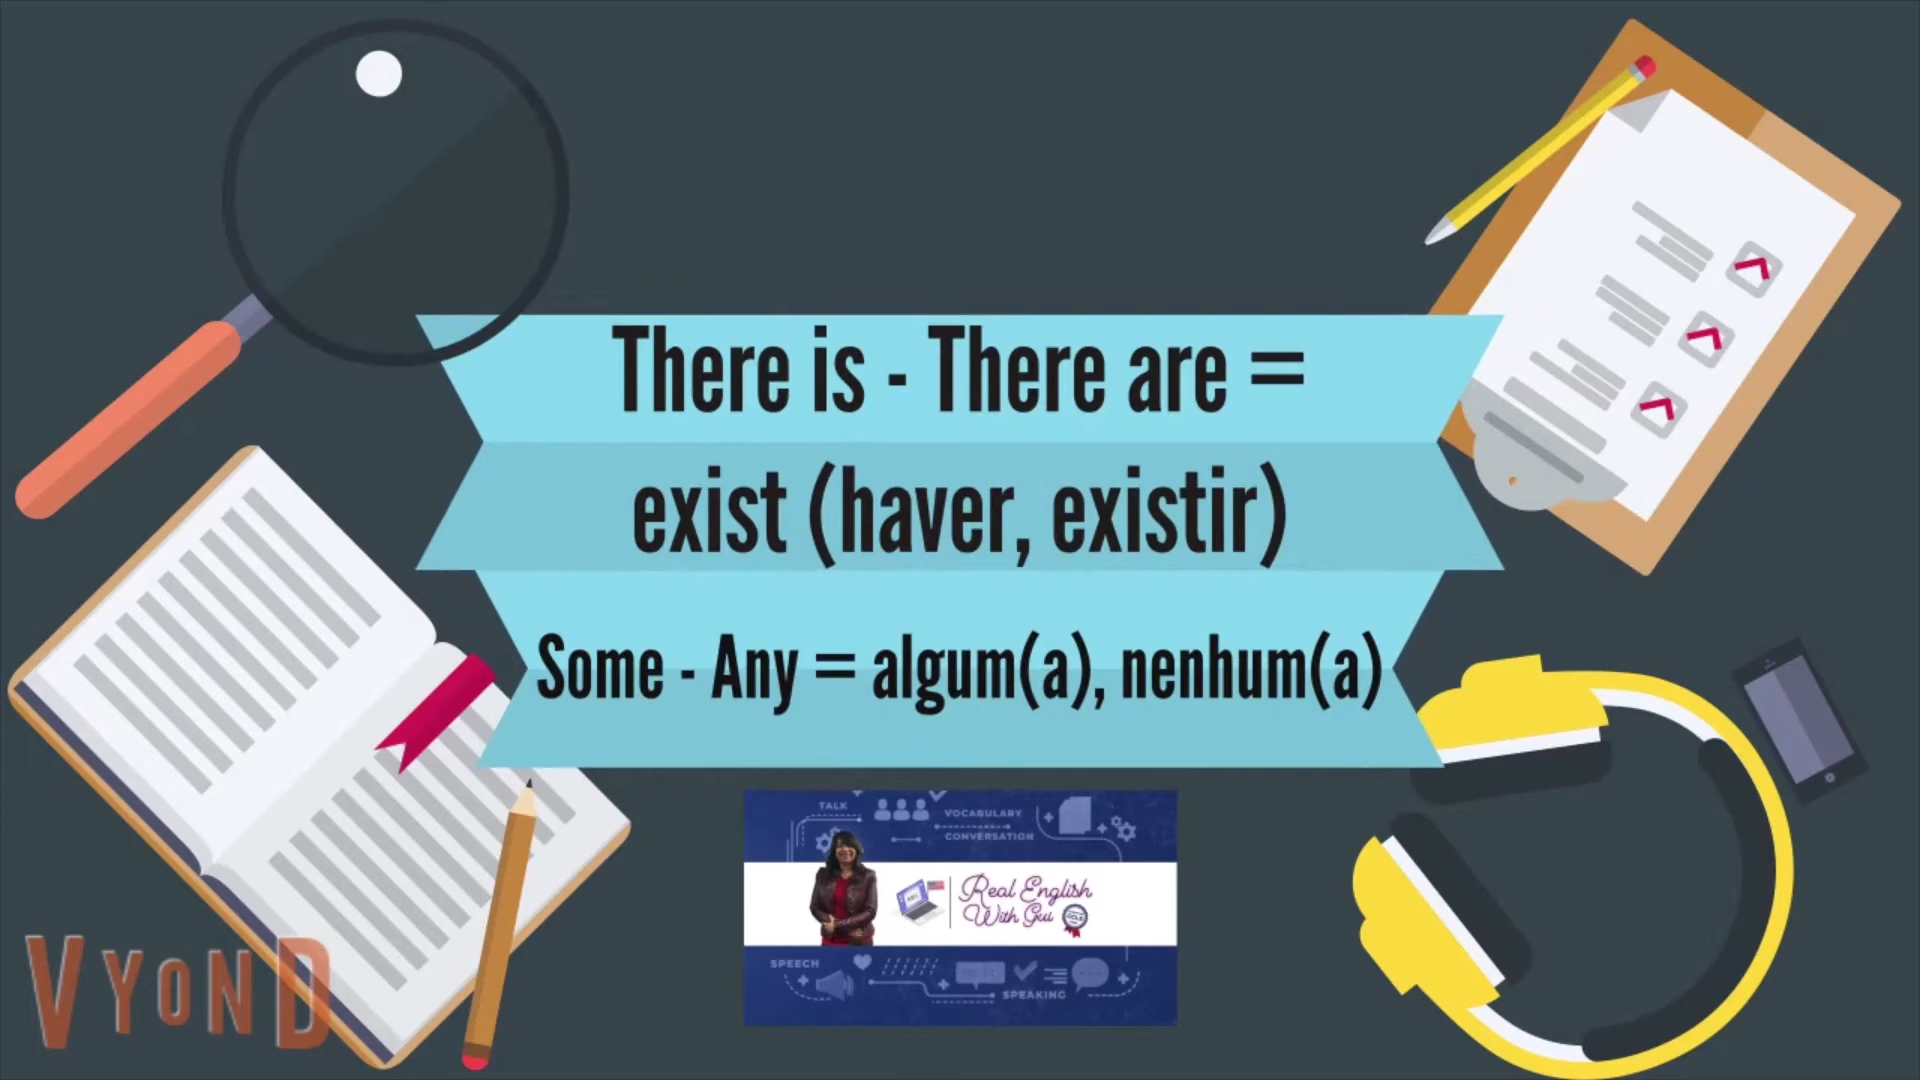 There is - There are =
exist (haver, existir)
Some - Any = algum(a), nenhum(a)
TALK
VOCABULARY
CONVERSATION
Real English
With Gui
SPEECH
SPEAKING
VYOND